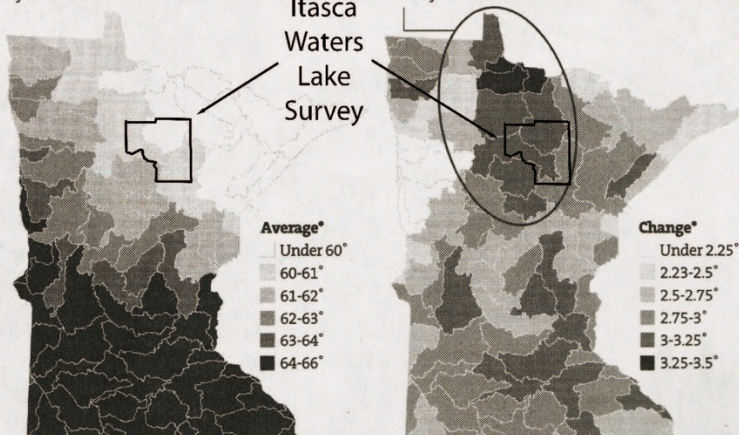 Itasca
Waters
Lake
Survey
Average*
Under 60°
60-61°
61-62°
62-63°
63-64°
64-66°
Change*
Under 2.25°
2.23-2.5°
2.5-2.75°
2.75-3°
3-3.25°
3.25-3.5°